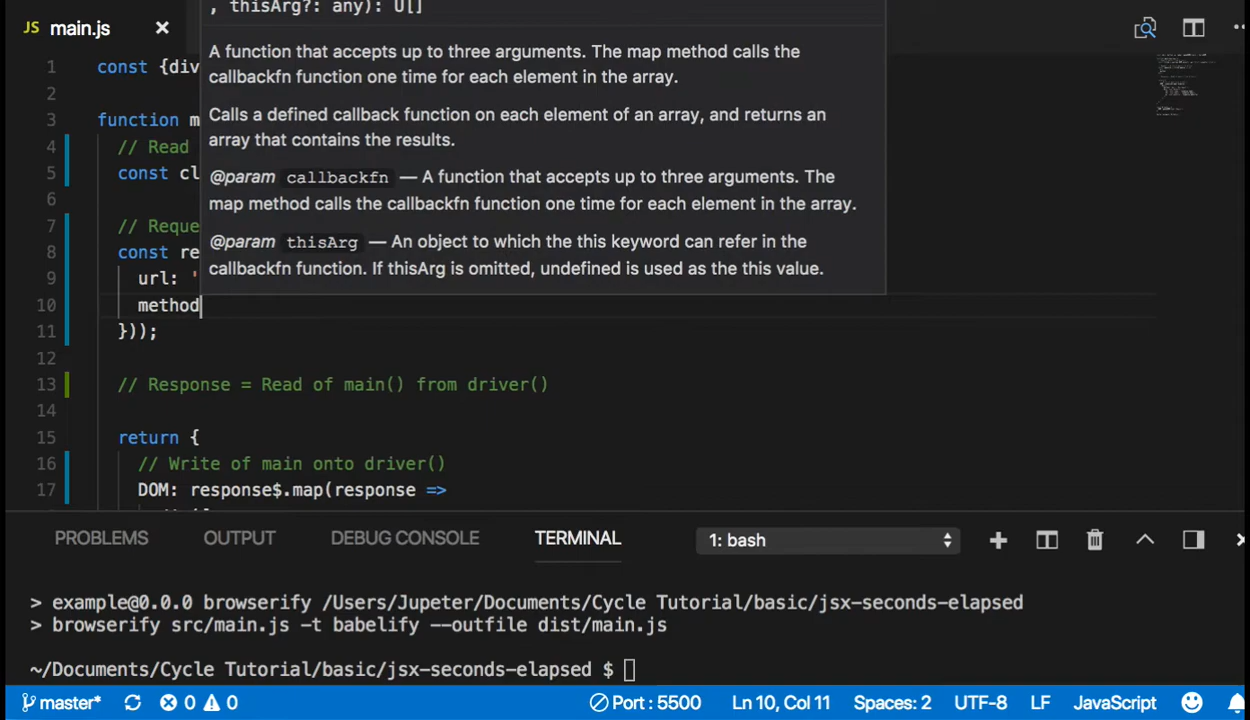 JS main.js
, thisArg?: any): U[]
A function that accepts up to three arguments. The map method calls the
callbackfn function one time for each element in the array.
Calls a defined callback function on each element of an array, and returns an
array that contains the results.
@param callbackfn — A function that accepts up to three arguments. The
map method calls the callbackfn function one time for each element in the array.
@param thisArg — An object to which the this keyword can refer in the
callbackfn function. If thisArg is omitted, undefined is used as the this value.
1 const {div
2
3 function m
4 // Read
5 const cl
6
7 // Reque
8 const re
9 url: '
10 method
11 }));
12
13 // Response = Read of main() from driver()
14
15 return {
16 // Write of main onto driver()
17 DOM: response$.map(response =>
PROBLEMS OUTPUT DEBUG CONSOLE TERMINAL 1: bash
> example@0.0.0 browserify /Users/Jupeter/Documents/Cycle Tutorial/basic/jsx-seconds-elapsed
> browserify src/main.js -t babelify --outfile dist/main.js
~/Documents/Cycle Tutorial/basic/jsx-seconds-elapsed $
master* 0 0 Port : 5500 Ln 10, Col 11 Spaces: 2 UTF-8 LF JavaScript